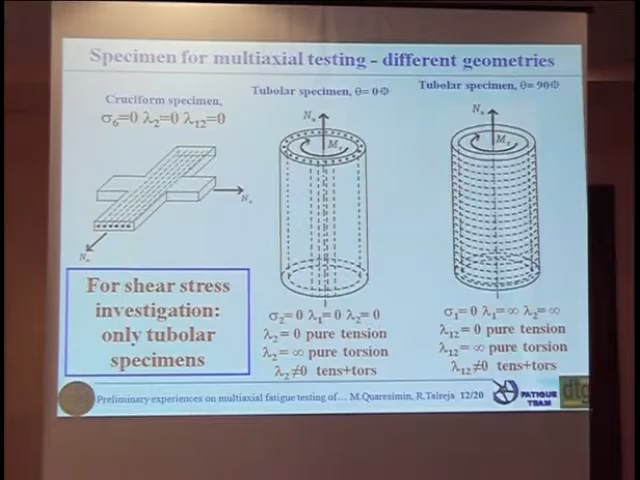 Specimen for multiaxial testing - different geometries
Cruciform specimen,
σ6=0 λ2=0 λ12=0
Tubolar specimen, θ= 0Φ
Tubolar specimen, θ= 90Φ
Nx
Mt
Nx
Mt
Nx
For shear stress
investigation:
only tubolar
specimens
σ2= 0 λ1= 0 λ2= 0
λ2= 0 pure tension
λ2= ∞ pure torsion
λ2≠0 tens+tors
σ1= 0 λ1= ∞ λ2= ∞
λ12= 0 pure tension
λ12= ∞ pure torsion
λ12≠0 tens+tors
Preliminary experiences on multiaxial fatigue testing of... M.Quaresimin, R.Talreja 12/20
FATIGUE
TEAM
dtg